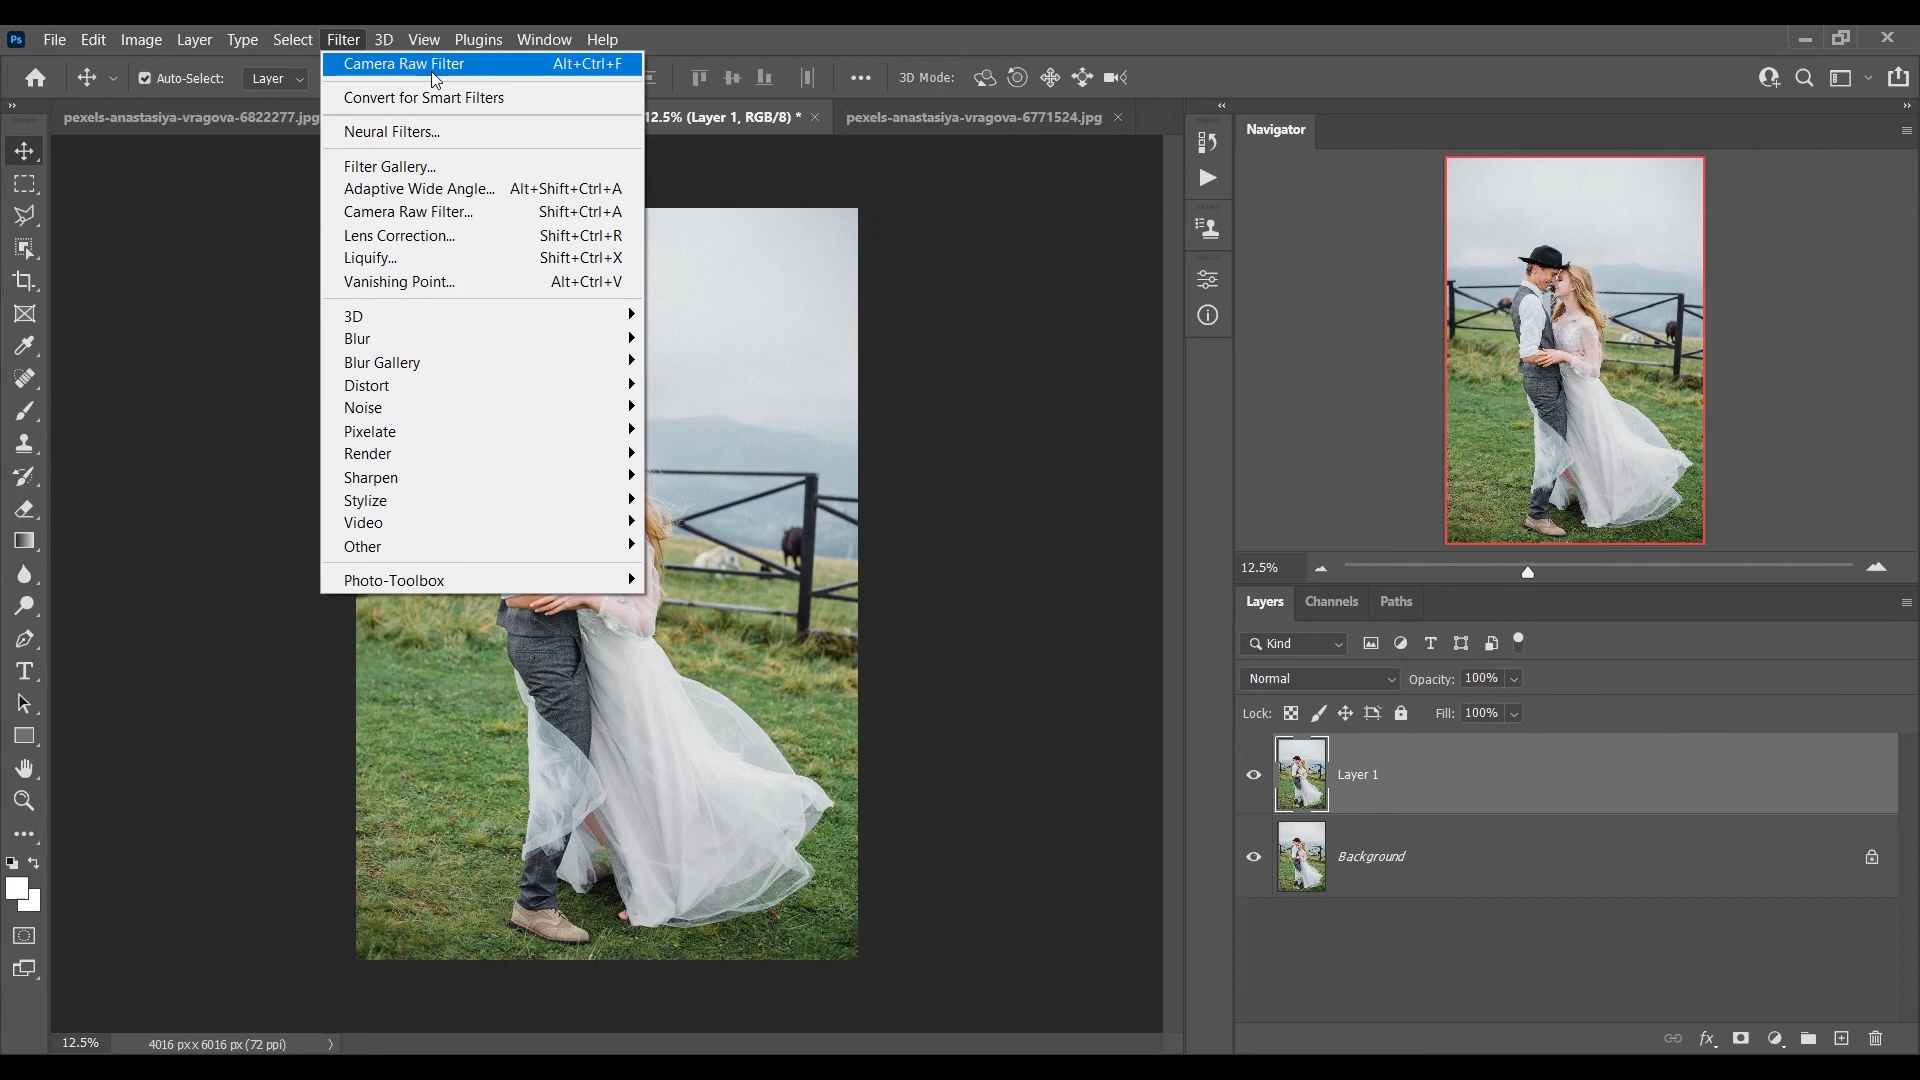 Ps File Edit Image Layer Type Select Filter 3D View Plugins Window Help
Auto-Select: Layer 3D Mode:
Camera Raw Filter Alt+Ctrl+F
Convert for Smart Filters
Neural Filters...
Filter Gallery...
Adaptive Wide Angle... Alt+Shift+Ctrl+A
Camera Raw Filter... Shift+Ctrl+A
Lens Correction... Shift+Ctrl+R
Liquify... Shift+Ctrl+X
Vanishing Point... Alt+Ctrl+V
3D
Blur
Blur Gallery
Distort
Noise
Pixelate
Render
Sharpen
Stylize
Video
Other
Photo-Toolbox
pexels-anastasiya-vragova-6822277.jpg
12.5% (Layer 1, RGB/8) *
pexels-anastasiya-vragova-6771524.jpg
Navigator
12.5%
Layers Channels Paths
Kind
Normal Opacity: 100%
Lock: Fill: 100%
Layer 1
Background
fx
12.5% 4016 px x 6016 px (72 ppi)